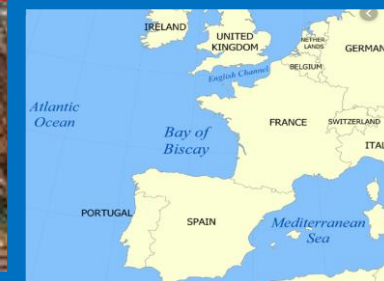 IRELAND
UNITED
KINGDOM
NETHER-
LANDS
GERMAN
BELGIUM
English Channel
Atlantic
Ocean
Bay of
Biscay
FRANCE
SWITZERLAND
ITAL
PORTUGAL
SPAIN
Mediterranean
Sea